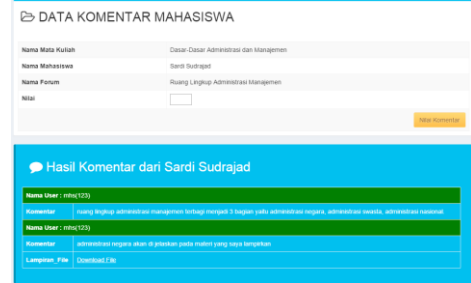 DATA KOMENTAR MAHASISWA
Nama Mata Kuliah Dasar-Dasar Administrasi dan Manajemen
Nama Mahasiswa Sardi Sudrajad
Nama Forum Ruang Lingkup Administrasi Manajemen
Nilai
Nilai Komentar
Hasil Komentar dari Sardi Sudrajad
Nama User : mhs(123)
Komentar ruang lingkup administrasi manajemen terbagi menjadi 3 bagian yaitu administrasi negara, administrasi swasta, administrasi nasional
Nama User : mhs(123)
Komentar administrasi negara akan di jelaskan pada materi yang saya lampirkan
Lampiran_File Download File